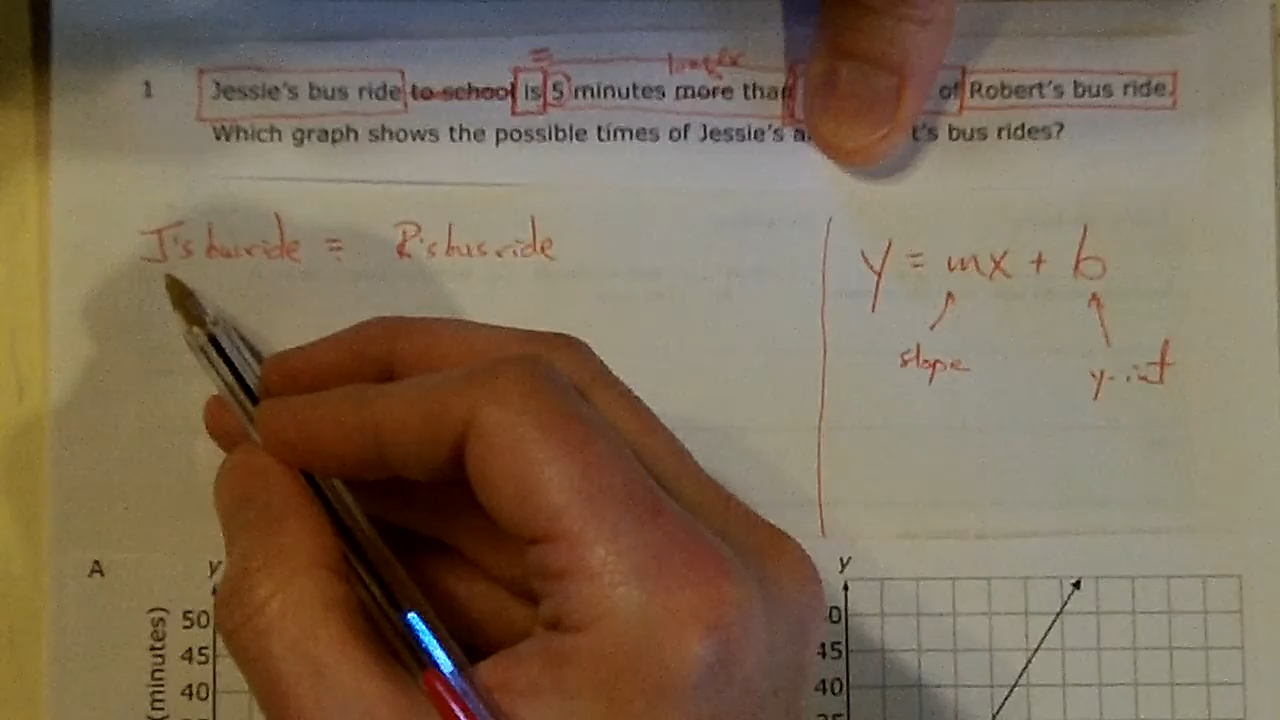 =
longer
1 Jessie's bus ride to school is 5 minutes more than of Robert's bus ride.
Which graph shows the possible times of Jessie's a t's bus rides?
J's bus ride = R's bus ride
y = mx + b
slope
y-int
A
y
50
45
40
(minutes)
y
0
45
40